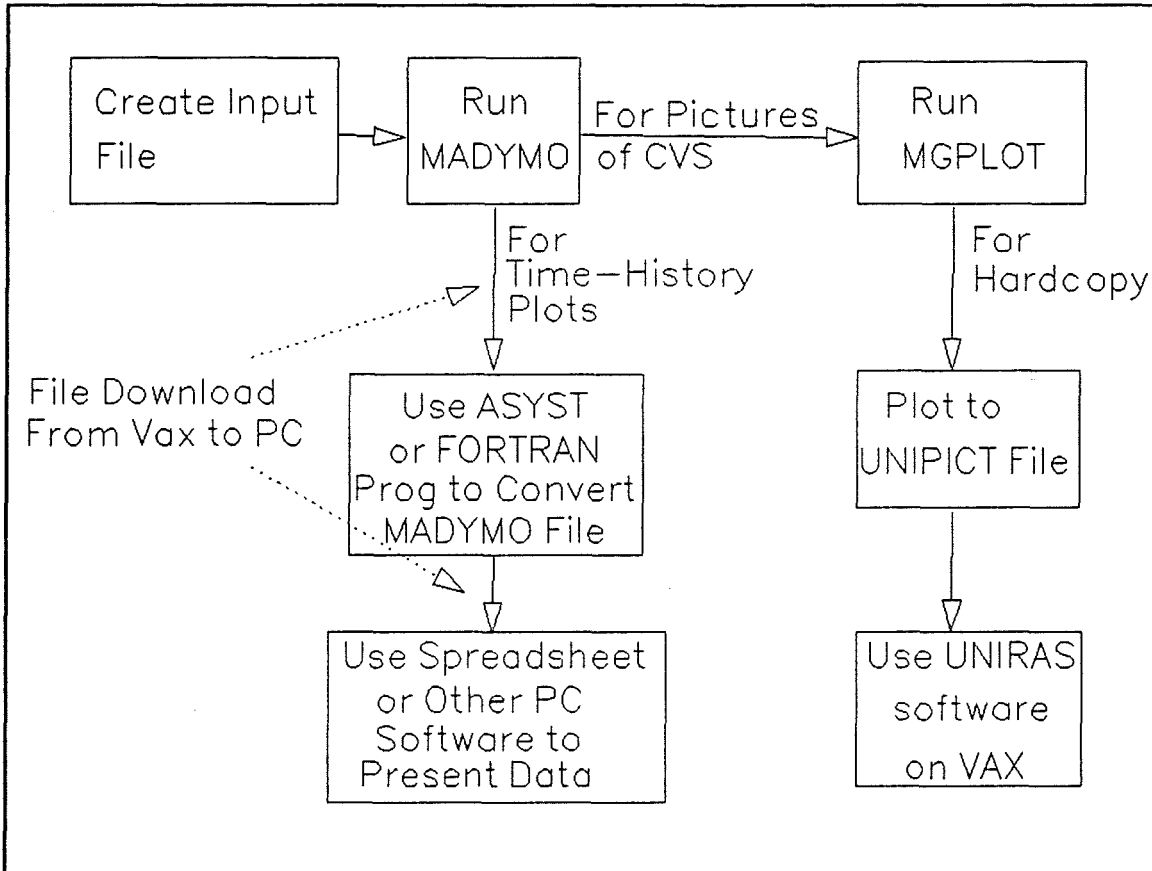 Create Input
File
Run
MADYMO
For Pictures
of CVS
Run
MGPLOT
For
Time-History
Plots
For
Hardcopy
File Download
From Vax to PC
Use ASYST
or FORTRAN
Prog to Convert
MADYMO File
Plot to
UNIPICT File
Use Spreadsheet
or Other PC
Software to
Present Data
Use UNIRAS
software
on VAX